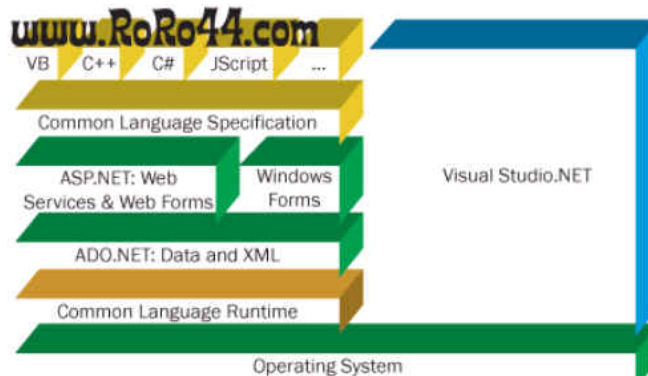 www.RoRo44.com
VB C++ C# JScript ...
Common Language Specification
ASP.NET: Web
Services & Web Forms
Windows
Forms
Visual Studio.NET
ADO.NET: Data and XML
Common Language Runtime
Operating System